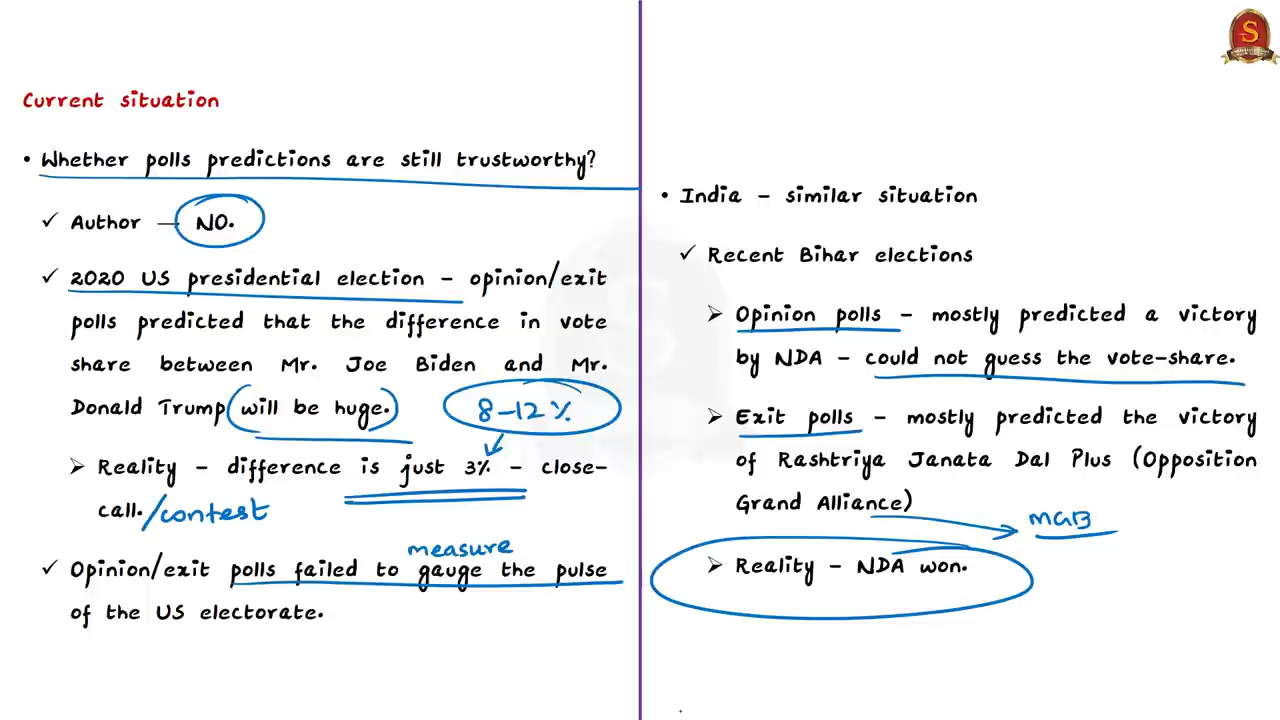 Current situation
• Whether polls predictions are still trustworthy?
✓ Author – NO.
✓ 2020 US presidential election – opinion/exit
polls predicted that the difference in vote
share between Mr. Joe Biden and Mr.
Donald Trump (will be huge.) 8-12%
➢ Reality – difference is just 3% – close-
call. /contest
measure
✓ Opinion/exit polls failed to gauge the pulse
of the US electorate.
S
• India – similar situation
✓ Recent Bihar elections
➢ Opinion polls – mostly predicted a victory
by NDA – could not guess the vote-share.
➢ Exit polls – mostly predicted the victory
of Rashtriya Janata Dal Plus (Opposition
Grand Alliance)
MGB
➢ Reality – NDA won.